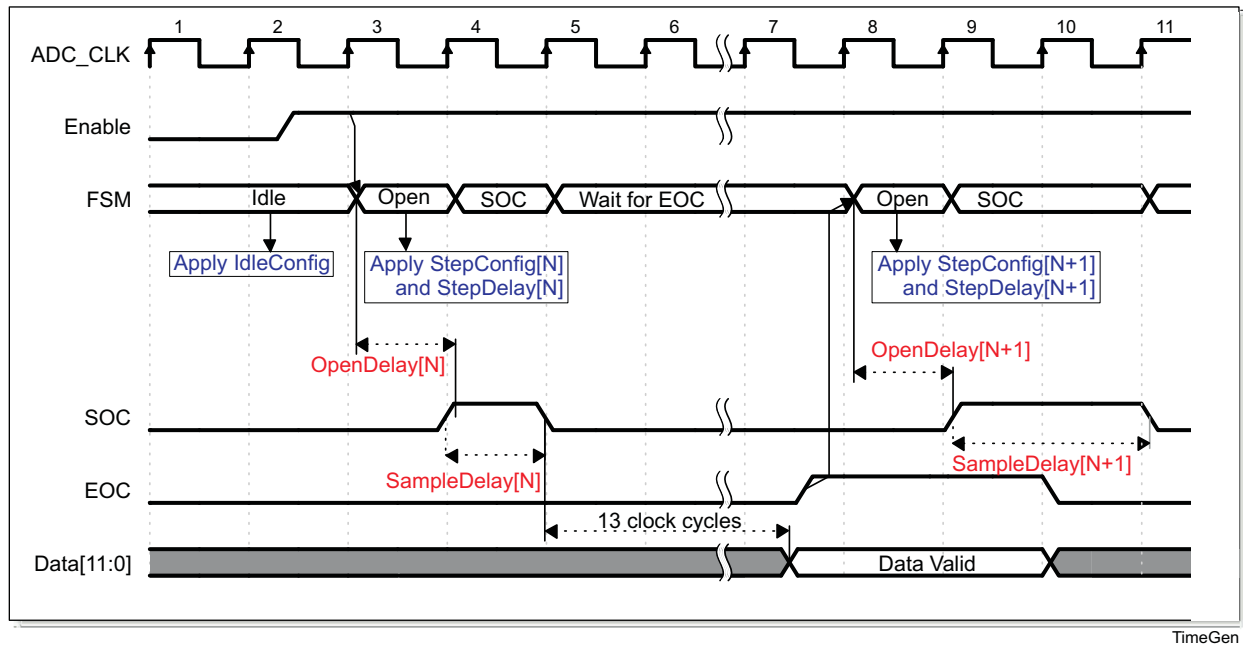 1 2 3 4 5 6 7 8 9 10 11
ADC_CLK
Enable
FSM Idle Open SOC Wait for EOC Open SOC
Apply IdleConfig
Apply StepConfig[N]
and StepDelay[N]
Apply StepConfig[N+1]
and StepDelay[N+1]
OpenDelay[N]
OpenDelay[N+1]
SOC
SampleDelay[N]
SampleDelay[N+1]
EOC
13 clock cycles
Data[11:0] Data Valid
TimeGen